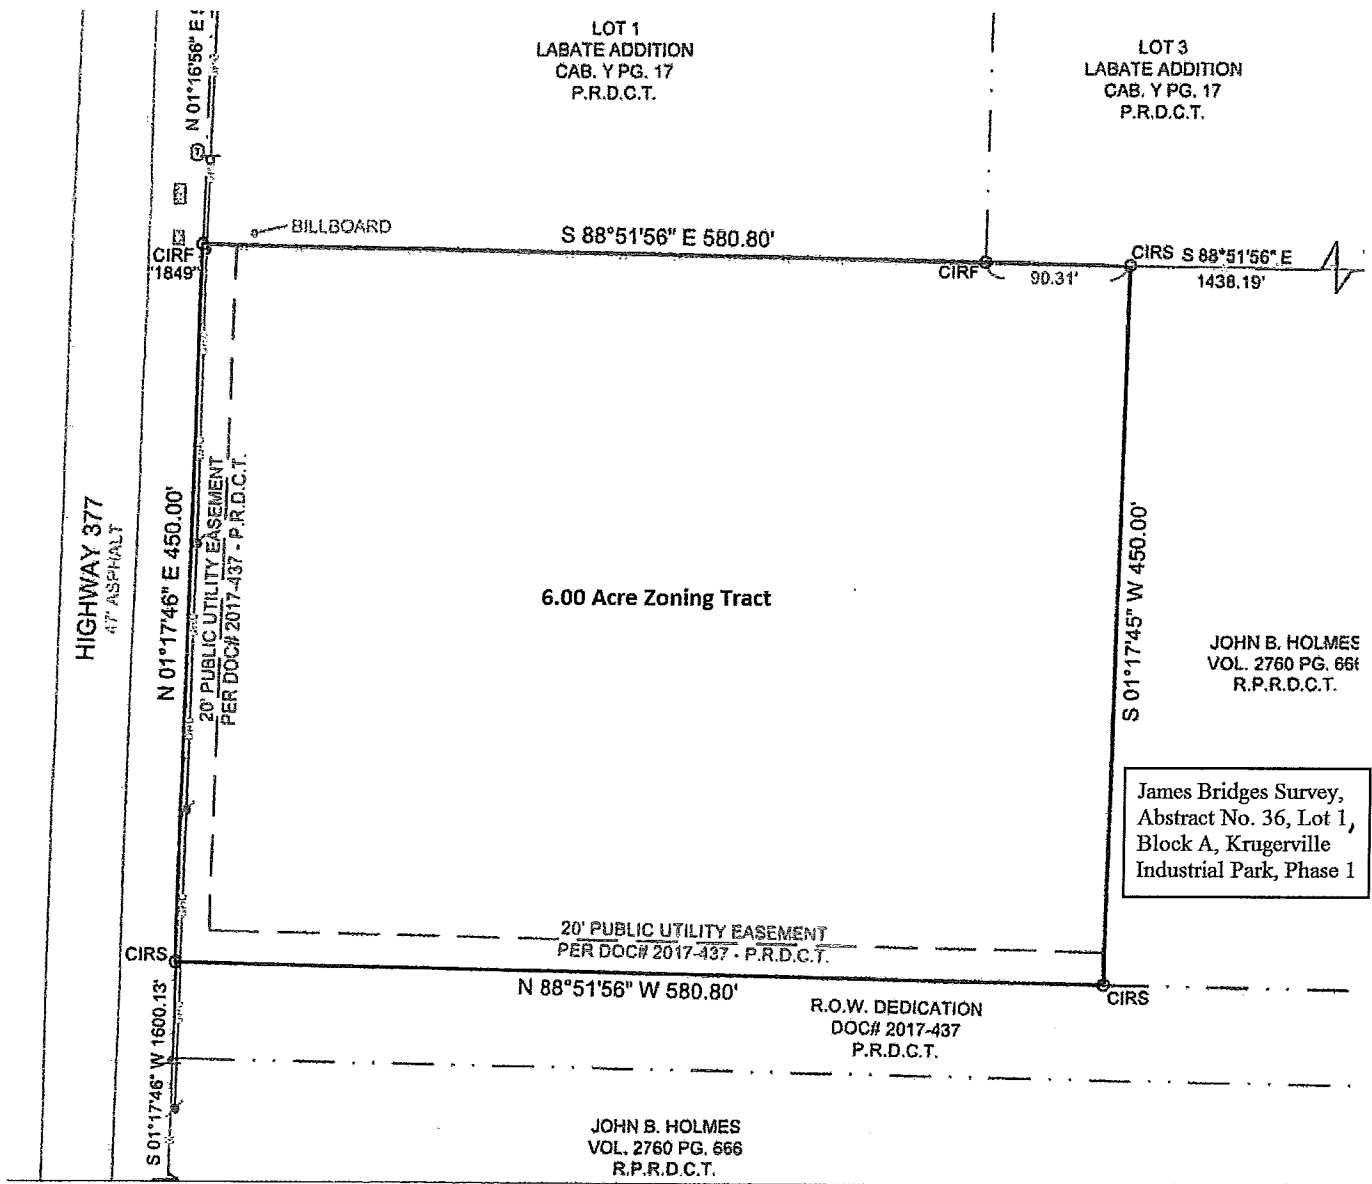 LOT 1
LABATE ADDITION
CAB. Y PG. 17
P.R.D.C.T.
LOT 3
LABATE ADDITION
CAB. Y PG. 17
P.R.D.C.T.
N 01°16'56" E
BILLBOARD
S 88°51'56" E 580.80'
CIRF
"1849"
CIRF
90.31'
CIRS
S 88°51'56" E
1438.19'
HIGHWAY 377
47' ASPHALT
N 01°17'46" E 450.00'
20' PUBLIC UTILITY EASEMENT
PER DOC# 2017-437 - P.R.D.C.T.
6.00 Acre Zoning Tract
S 01°17'45" W 450.00'
JOHN B. HOLMES
VOL. 2760 PG. 666
R.P.R.D.C.T.
James Bridges Survey,
Abstract No. 36, Lot 1,
Block A, Krugerville
Industrial Park, Phase 1
20' PUBLIC UTILITY EASEMENT
PER DOC# 2017-437 - P.R.D.C.T.
CIRS
N 88°51'56" W 580.80'
CIRS
R.O.W. DEDICATION
DOC# 2017-437
P.R.D.C.T.
S 01°17'46" W 1600.13'
JOHN B. HOLMES
VOL. 2760 PG. 666
R.P.R.D.C.T.